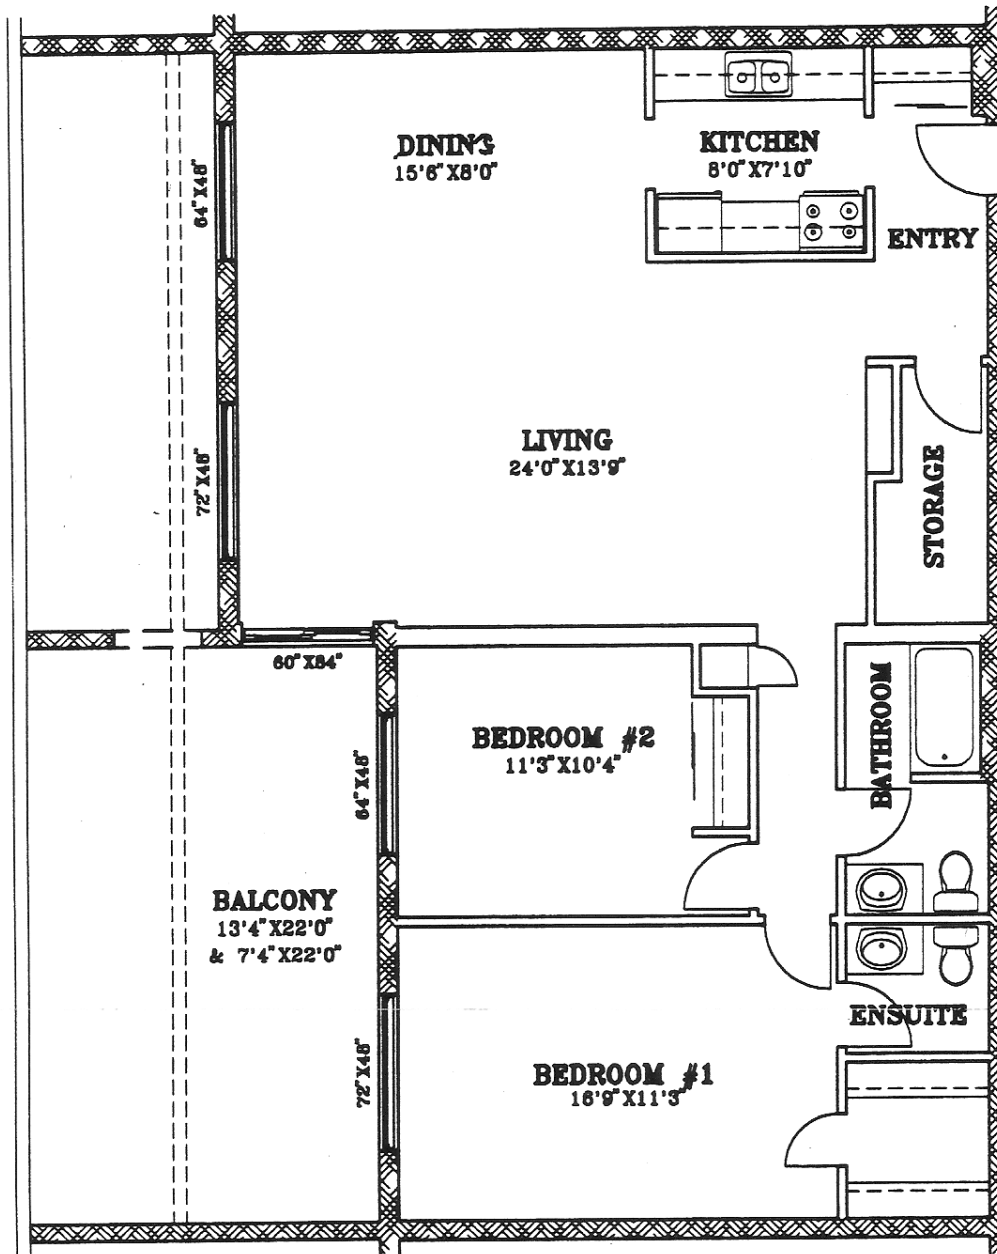 DINING
15'6"X8'0"
KITCHEN
8'0"X7'10"
64"X48"
ENTRY
LIVING
24'0"X13'9"
72"X48"
STORAGE
60"X84"
BATHROOM
BEDROOM #2
11'3"X10'4"
64"X48"
BALCONY
13'4"X22'0"
& 7'4"X22'0"
ENSUITE
BEDROOM #1
16'9"X11'3"
72"X48"